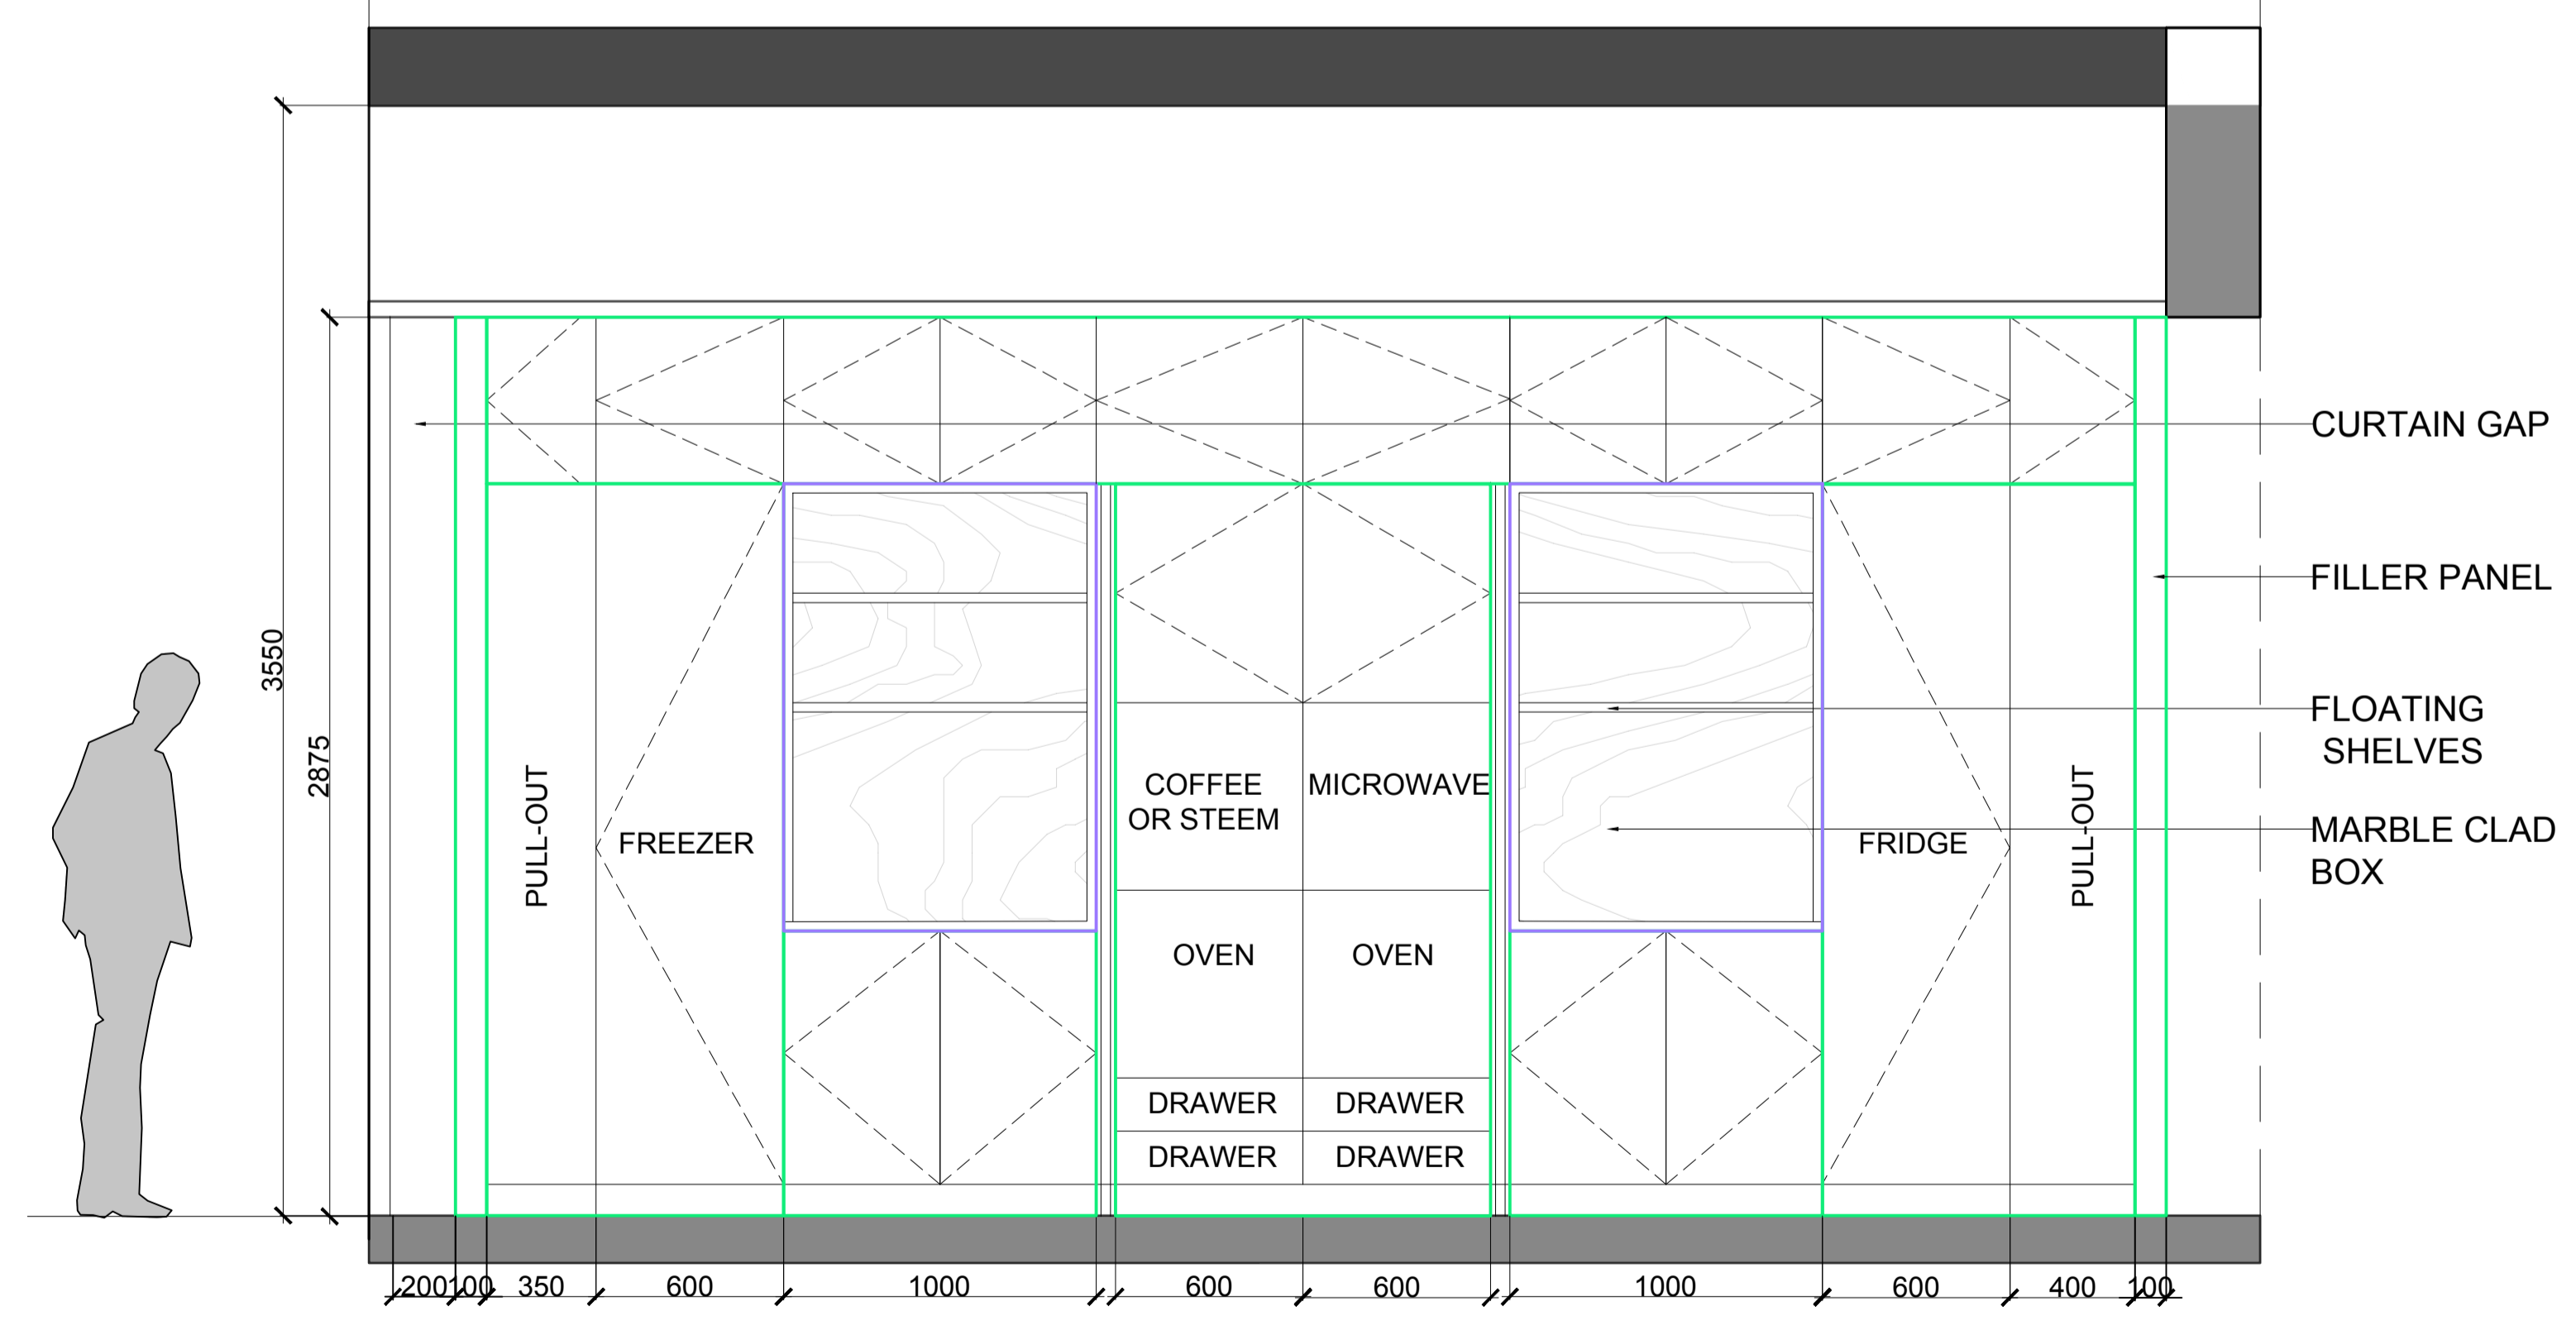 CURTAIN GAP
FILLER PANEL
3550
FLOATING
SHELVES
2875
PULL-OUT
FREEZER
COFFEE
OR STEEM
MICROWAVE
FRIDGE
PULL-OUT
MARBLE CLAD
BOX
OVEN
OVEN
DRAWER
DRAWER
DRAWER
DRAWER
200
100
350
600
1000
600
600
1000
600
400
100